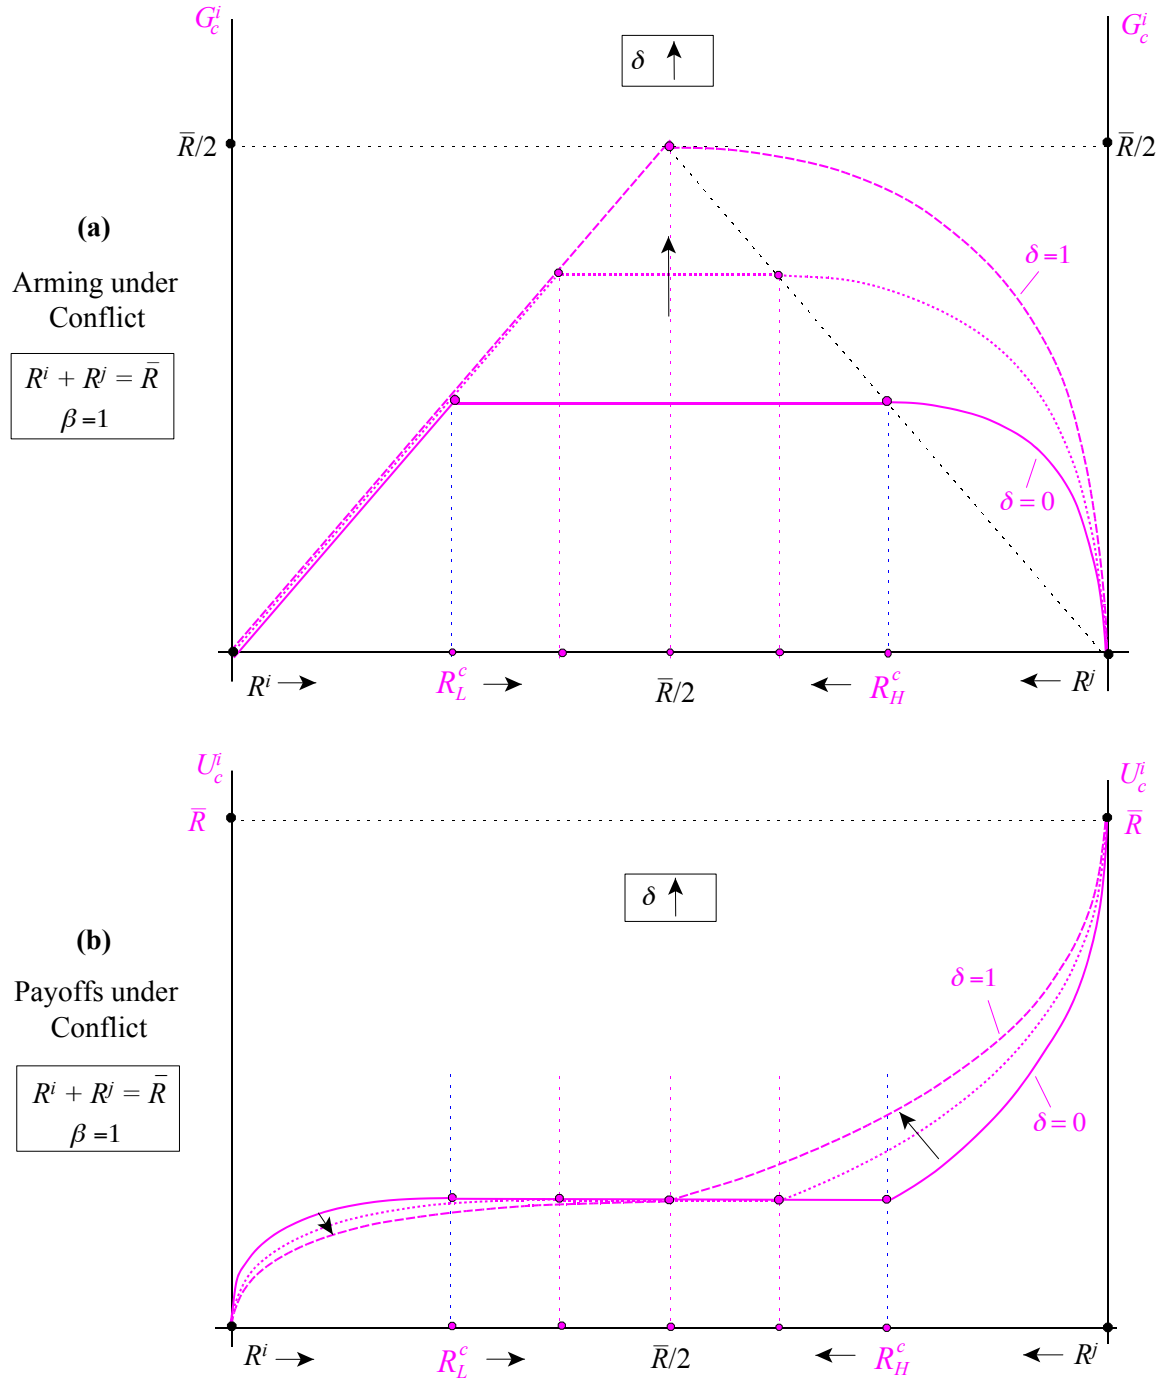 G_c^i
G_c^i
δ ↑
R̄/2
R̄/2
(a)
δ=1
Arming under
Conflict
R^i + R^j = R̄
β=1
δ = 0
R^i →
R_L^c →
R̄/2
← R_H^c
← R^j
U_c^i
U_c^i
R̄
R̄
δ ↑
(b)
δ=1
Payoffs under
Conflict
R^i + R^j = R̄
β=1
δ = 0
R^i →
R_L^c →
R̄/2
← R_H^c
← R^j